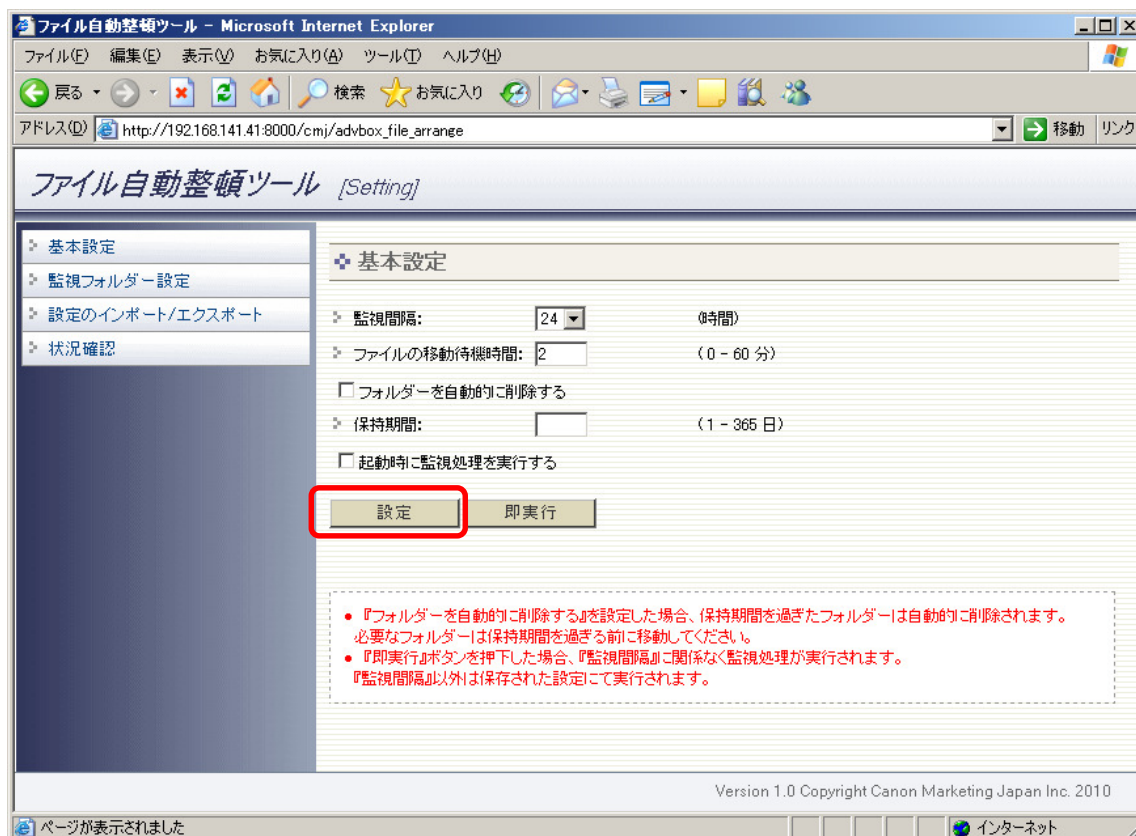 ファイル自動整頓ツール - Microsoft Internet Explorer
ファイル(F) 編集(E) 表示(V) お気に入り(A) ツール(T) ヘルプ(H)
戻る 検索 お気に入り
アドレス(D) http://192.168.141.41:8000/cmj/advbox_file_arrange 移動 リンク
ファイル自動整頓ツール [Setting]
基本設定
監視フォルダー設定
設定のインポート/エクスポート
状況確認
基本設定
監視間隔: 24 (時間)
ファイルの移動待機時間: 2 (0 - 60 分)
フォルダーを自動的に削除する
保持期間: (1 - 365 日)
起動時に監視処理を実行する
設定 即実行
● 『フォルダーを自動的に削除する』を設定した場合、保持期間を過ぎたフォルダーは自動的に削除されます。
必要なフォルダーは保持期間を過ぎる前に移動してください。
● 『即実行』ボタンを押下した場合、『監視間隔』に関係なく監視処理が実行されます。
『監視間隔』以外は保存された設定にて実行されます。
Version 1.0 Copyright Canon Marketing Japan Inc. 2010
ページが表示されました インターネット